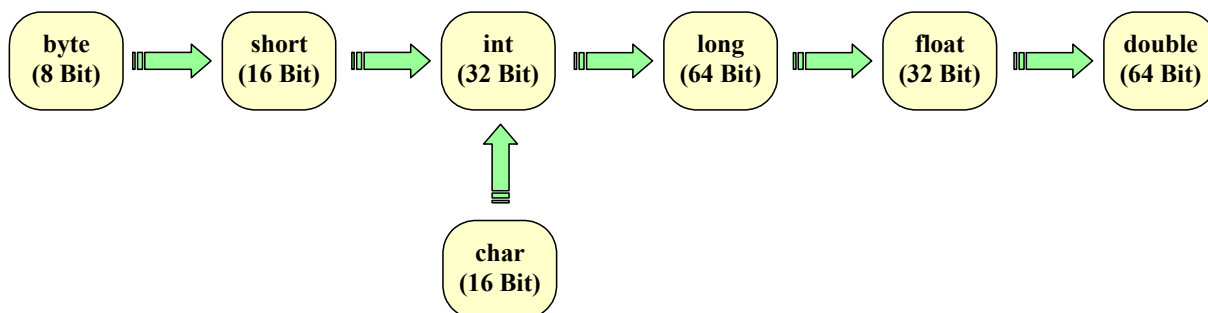 byte
(8 Bit)
short
(16 Bit)
int
(32 Bit)
long
(64 Bit)
float
(32 Bit)
double
(64 Bit)
char
(16 Bit)